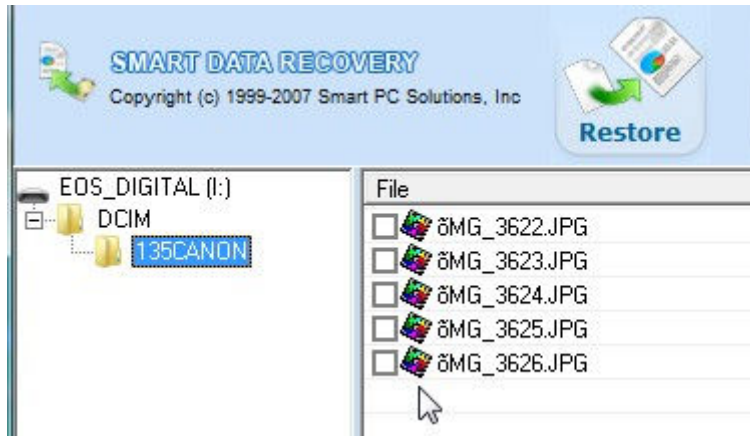 SMART DATA RECOVERY
Copyright (c) 1999-2007 Smart PC Solutions, Inc
Restore
EOS_DIGITAL (I:)
DCIM
135CANON
File
õMG_3622.JPG
õMG_3623.JPG
õMG_3624.JPG
õMG_3625.JPG
õMG_3626.JPG